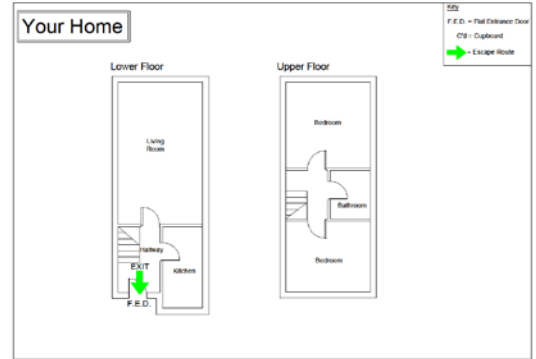 Your Home
Key
F.E.D. = Flat Entrance Door
C'd = Cupboard
= Escape Route
Lower Floor
Upper Floor
Living
Room
Hallway
Kitchen
EXIT
F.E.D.
Bedroom
Bathroom
Bedroom